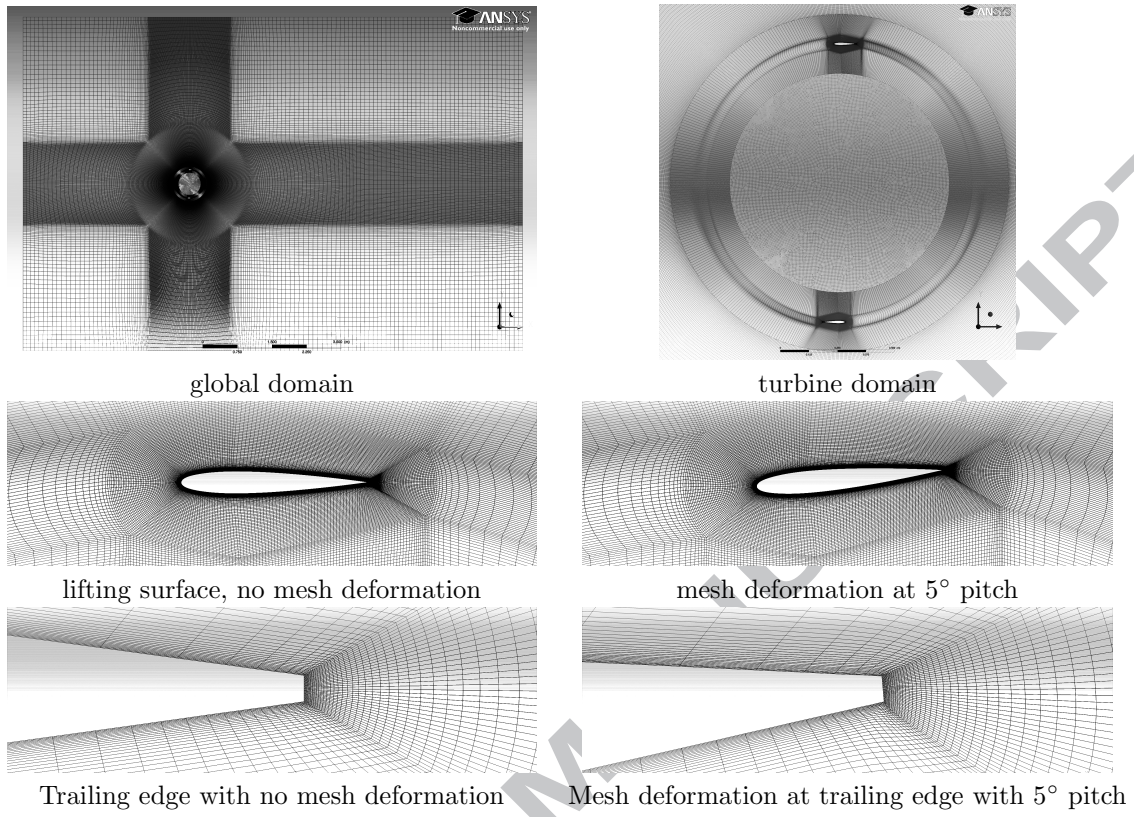 ANSYS
Noncommercial use only
ANSYS
global domain
turbine domain
lifting surface, no mesh deformation
mesh deformation at 5° pitch
Trailing edge with no mesh deformation
Mesh deformation at trailing edge with 5° pitch